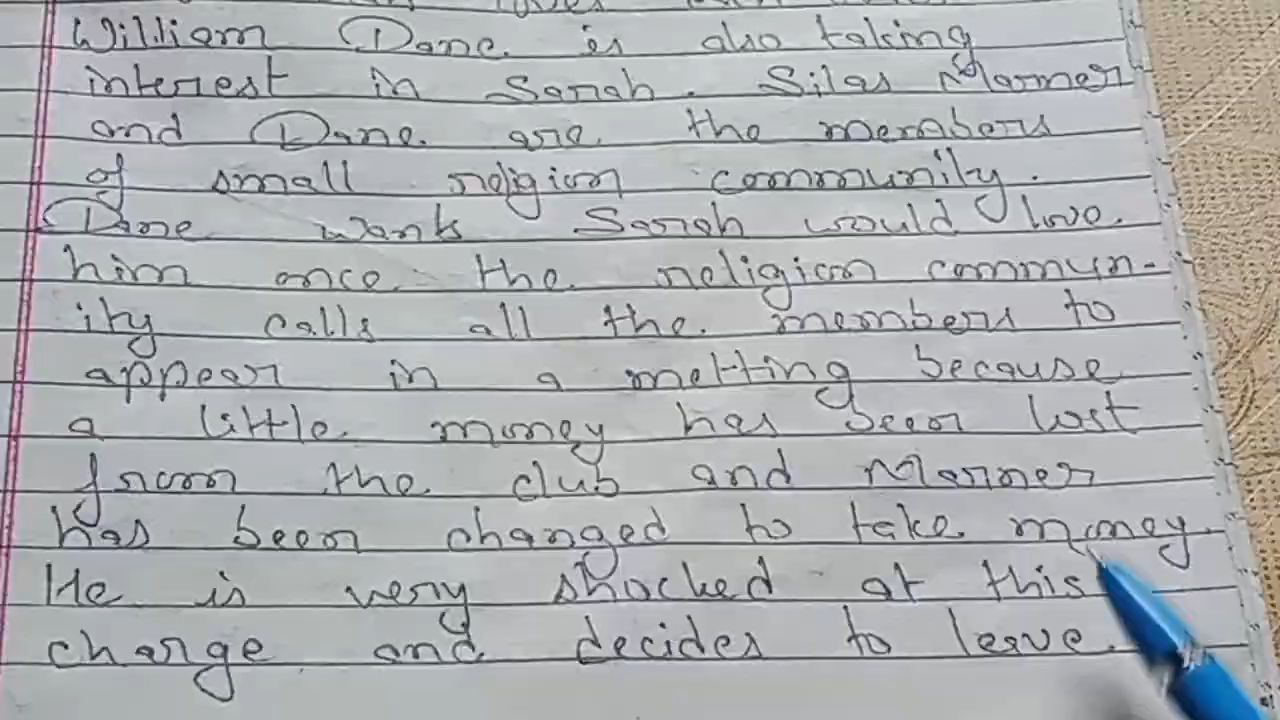 William Dane is also taking
interest in Sarah. Silas Marner
and Dane are the members
of small religion community.
Dane wants Sarah would love
him once the religion commun-
ity calls all the members to
appear in a metting because
a little money has been lost
from the club and Marner
has been changed to take money.
He is very shocked at this
charge and decides to leave